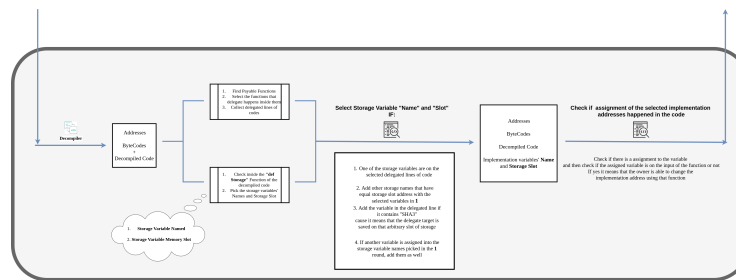 Decompiler
Addresses
ByteCodes
+
Decompiled Code
1. Find Payable Functions
2. Select the functions that
delegate happens inside them
3. Collect delegated lines of
codes
1. Check inside the "def
Storage" Function of the
decompiled code
2. Pick the storage variables'
Names and Storage Slot
1. Storage Variable Named
2. Storage Variable Memory Slot
Select Storage Variable "Name" and "Slot"
IF:
1. One of the storage variables are on the
selected delegated lines of code
2. Add other storage names that have
equal storage slot address with the
selected variables in 1
3. Add the variable in the delegated line if
it contains "SHA3"
cause it means that the delegate target is
saved on that arbitrary slot of storage
4. If another variable is assigned into the
storage variable names picked in the 1
round, add them as well
Addresses
ByteCodes
Decompiled Code
Implementation variables' Name
and Storage Slot
Check if assignment of the selected implementation
addresses happened in the code
Check if there is a assignment to the variable
and then check if the assigned variable is on the input of the function or not
If yes it means that the owner is able to change the
implementation address using that function